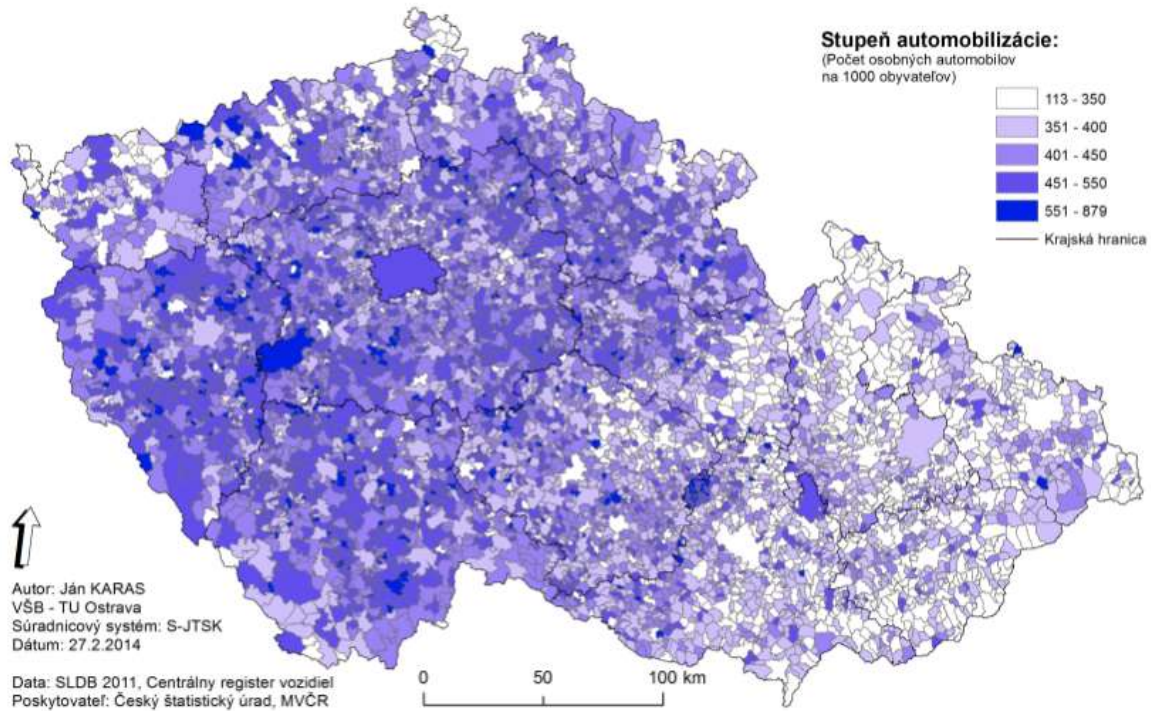 Stupeň automobilizácie:
(Počet osobných automobilov
na 1000 obyvateľov)
113 - 350
351 - 400
401 - 450
451 - 550
551 - 879
Krajská hranica
Autor: Ján KARAS
VŠB - TU Ostrava
Súradnicový systém: S-JTSK
Dátum: 27.2.2014
Data: SLDB 2011, Centrálny register vozidiel
Poskytovateľ: Český štatistický úrad, MVČR
0 50 100 km